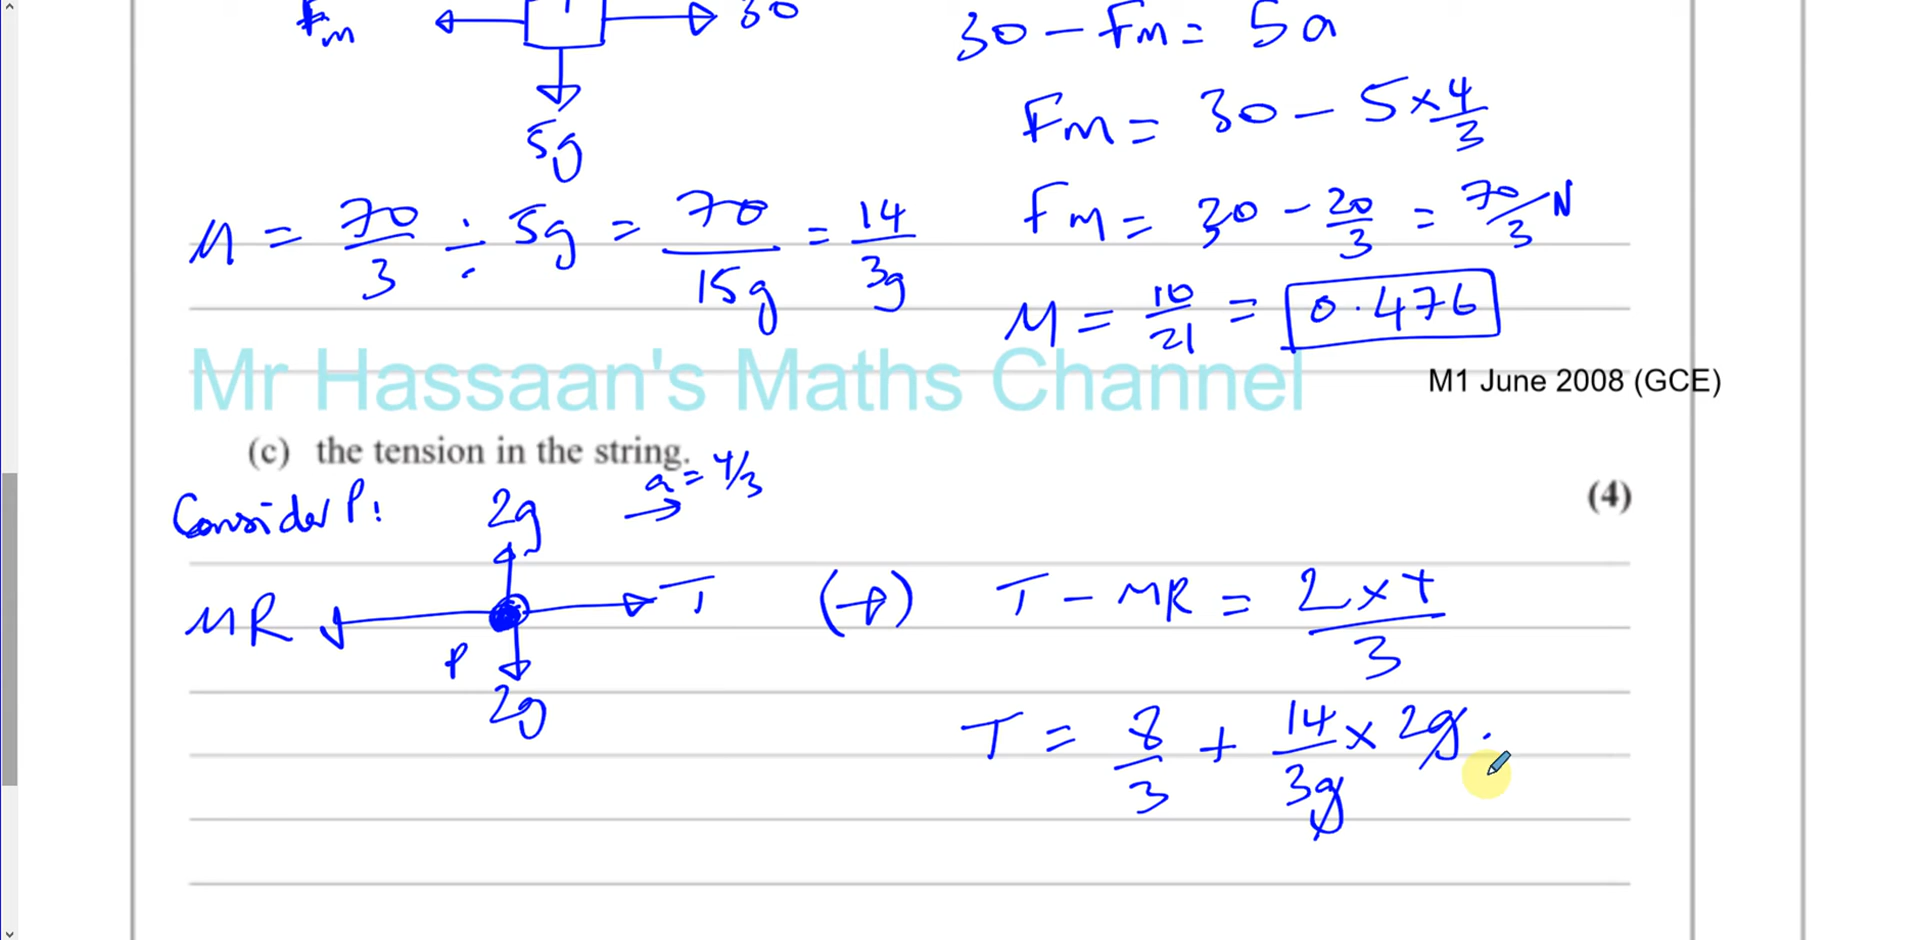 Fm 30 30 - Fm = 5a
5g Fm = 30 - 5 × 4/3
μ = 70/3 ÷ 5g = 70/15g = 14/3g Fm = 30 - 20/3 = 70/3 N
μ = 10/21 = 0.476
Mr Hassaan's Maths Channel M1 June 2008 (GCE)
(c) the tension in the string.
a = 4/3
(4)
Consider P: 2g
μR T (→) T - μR = 2 × 4/3
P
2g
T = 8/3 + 14/3g × 2g.